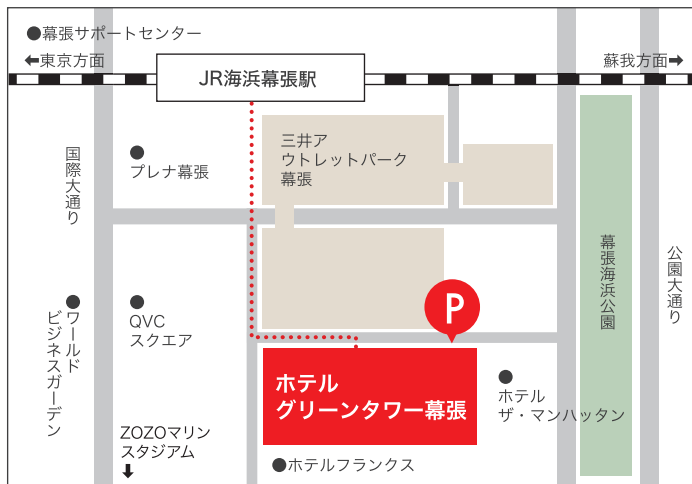 ●幕張サポートセンター
←東京方面
蘇我方面→
JR海浜幕張駅
国際大通り
プレナ幕張
三井ア
ウトレットパーク
幕張
幕張海浜公園
公園大通り
ワールド
ビジネスガーデン
QVC
スクエア
P
ホテル
グリーンタワー幕張
ホテル
ザ・マンハッタン
ZOZOマリン
スタジアム
↓
●ホテルフランクス